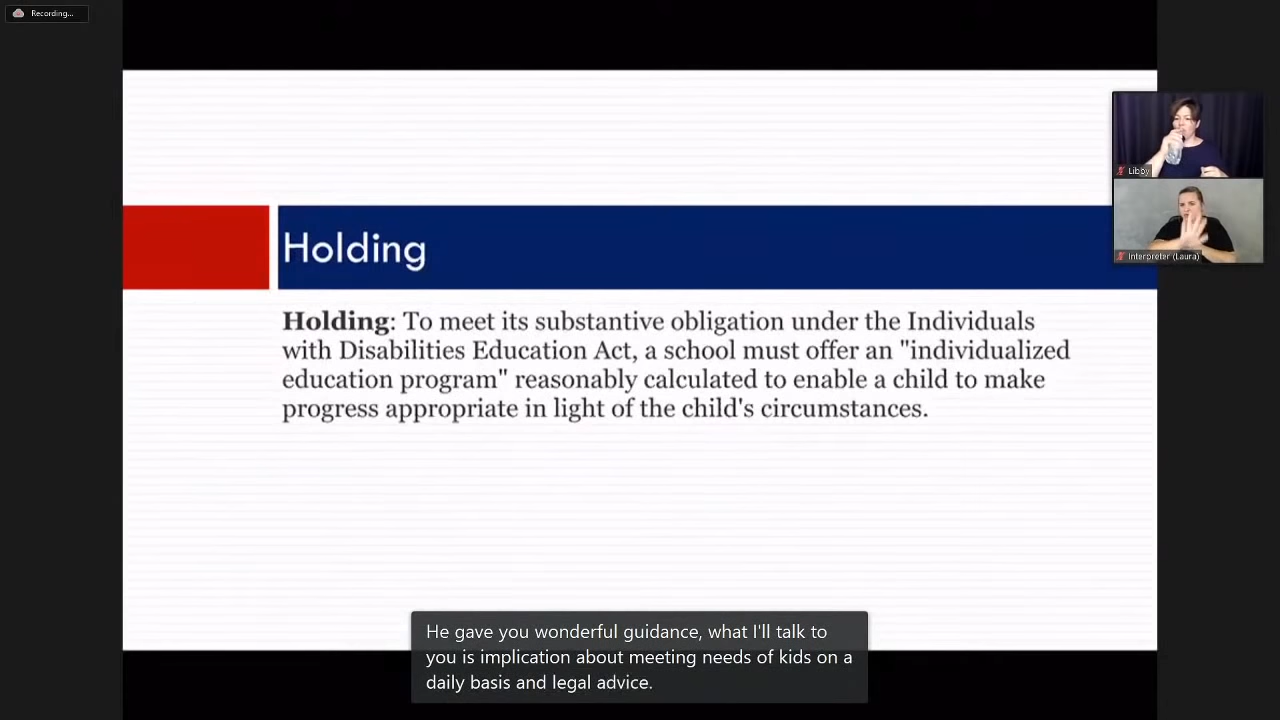 Recording...
Holding
Holding: To meet its substantive obligation under the Individuals
with Disabilities Education Act, a school must offer an "individualized
education program" reasonably calculated to enable a child to make
progress appropriate in light of the child's circumstances.
Libby
Interpreter (Laura)
He gave you wonderful guidance, what I'll talk to
you is implication about meeting needs of kids on a
daily basis and legal advice.